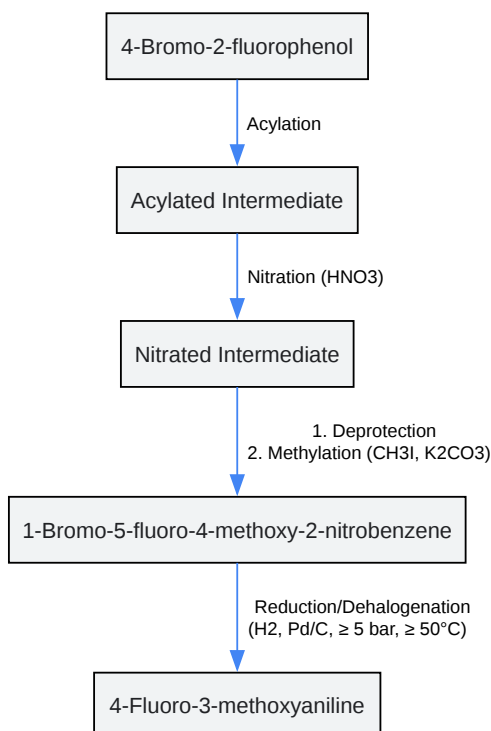 4-Bromo-2-fluorophenol
Acylation
Acylated Intermediate
Nitration (HNO3)
Nitrated Intermediate
1. Deprotection
2. Methylation (CH3I, K2CO3)
1-Bromo-5-fluoro-4-methoxy-2-nitrobenzene
Reduction/Dehalogenation
(H2, Pd/C, ≥ 5 bar, ≥ 50°C)
4-Fluoro-3-methoxyaniline